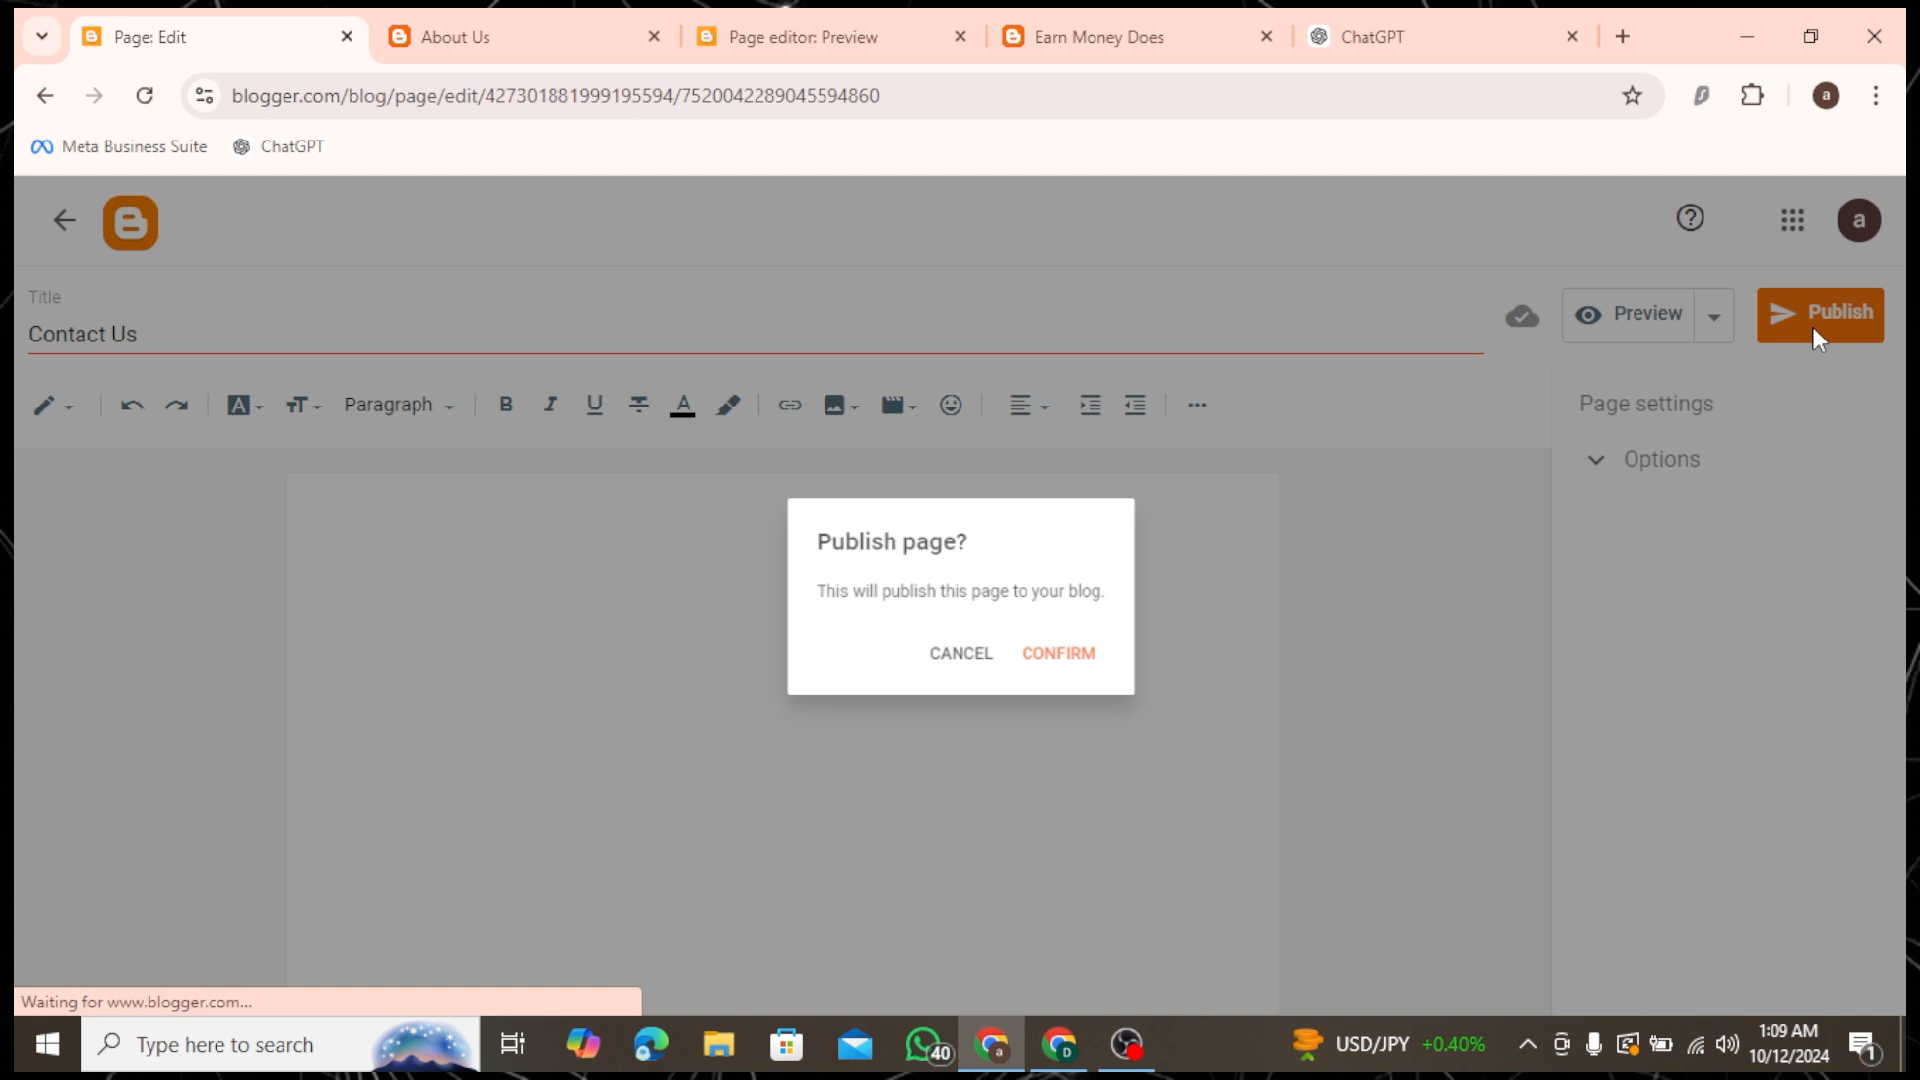 Page: Edit
About Us
Page editor: Preview
Earn Money Does
ChatGPT
blogger.com/blog/page/edit/427301881999195594/7520042289045594860
a
Meta Business Suite
ChatGPT
a
Title
Contact Us
Preview
Publish
Paragraph
B I U A
Page settings
Options
Publish page?
This will publish this page to your blog.
CANCEL CONFIRM
Waiting for www.blogger.com...
Type here to search
40
a
D
USD/JPY +0.40%
1:09 AM
10/12/2024
1